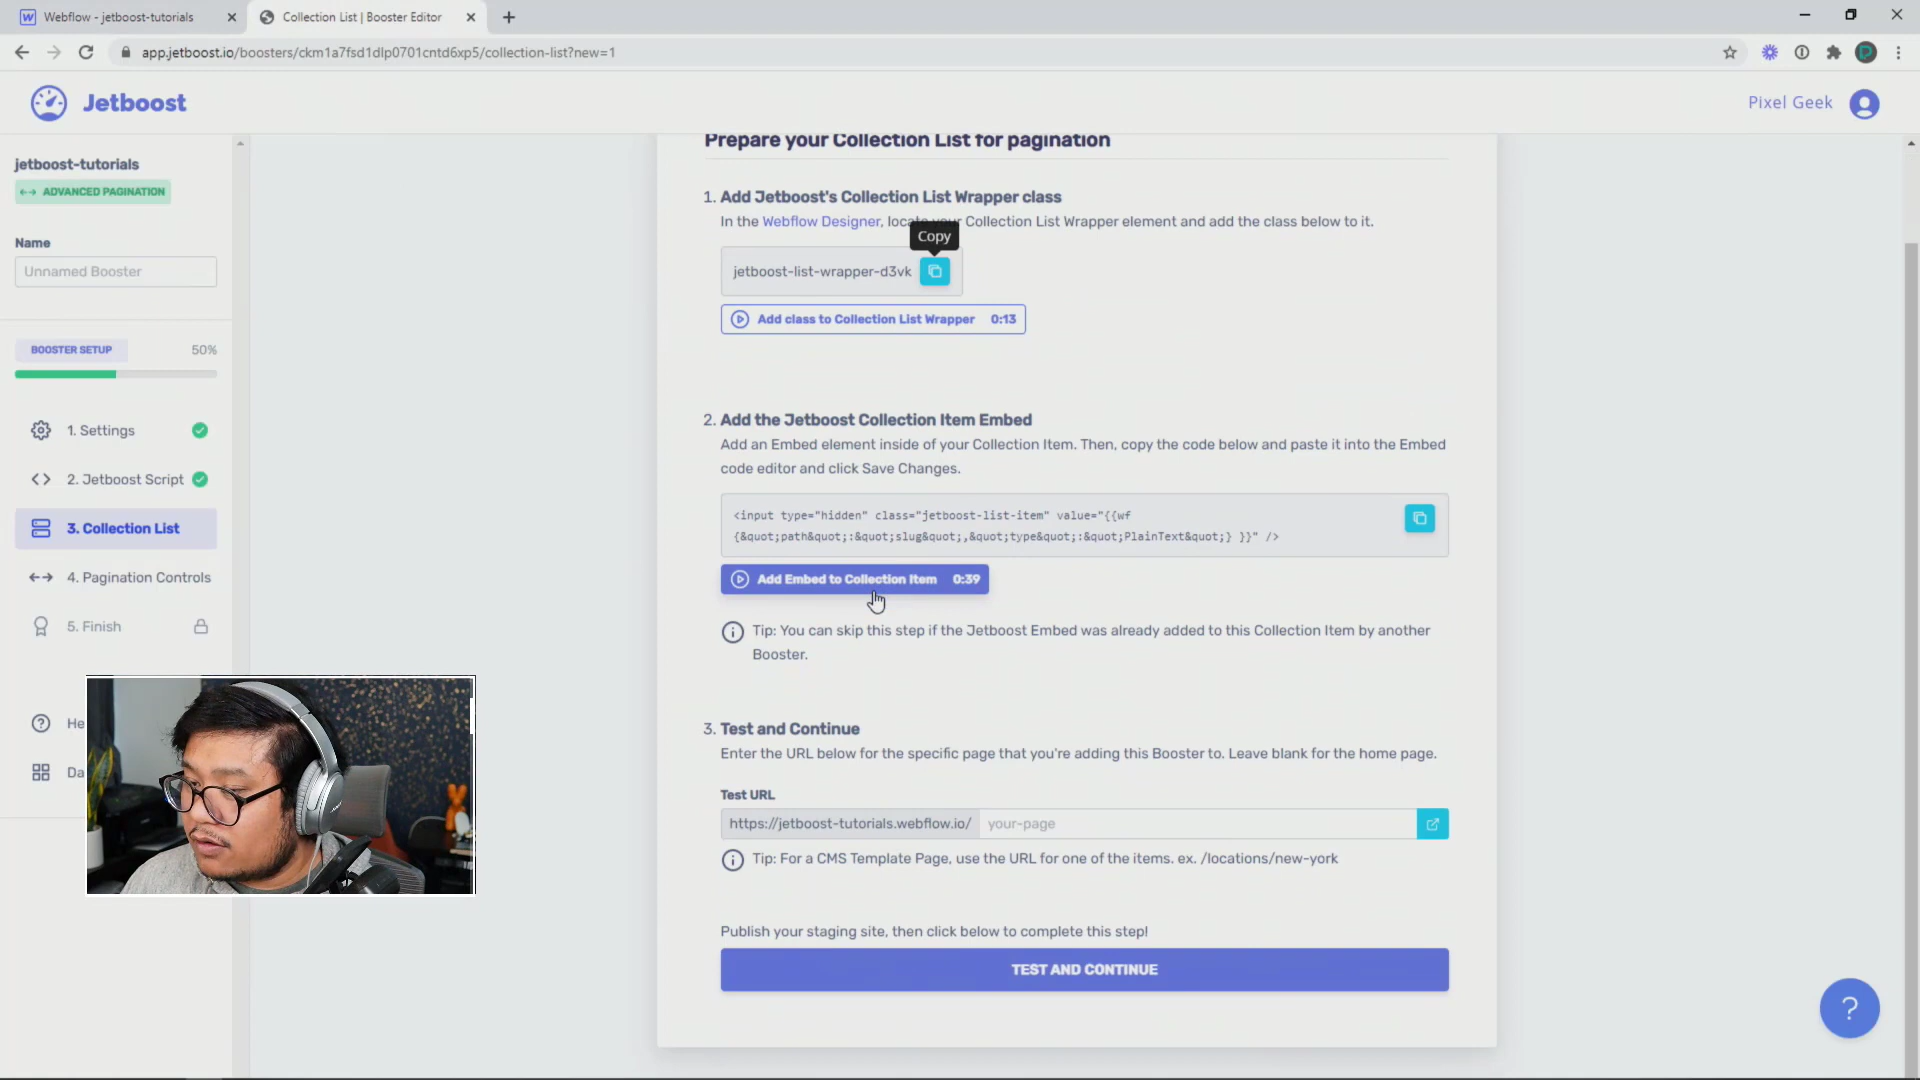 Webflow - jetboost-tutorials
Collection List | Booster Editor
app.jetboost.io/boosters/ckm1a7fsd1dlp0701cntd6xp5/collection-list?new=1
Jetboost
Pixel Geek
jetboost-tutorials
ADVANCED PAGINATION
Name
Unnamed Booster
BOOSTER SETUP 50%
1. Settings
2. Jetboost Script
3. Collection List
4. Pagination Controls
5. Finish
He
Da
Prepare your Collection List for pagination
1. Add Jetboost's Collection List Wrapper class
In the Webflow Designer, locate your Collection List Wrapper element and add the class below to it.
Copy
jetboost-list-wrapper-d3vk
Add class to Collection List Wrapper 0:13
2. Add the Jetboost Collection Item Embed
Add an Embed element inside of your Collection Item. Then, copy the code below and paste it into the Embed
code editor and click Save Changes.
<input type="hidden" class="jetboost-list-item" value="{{wf
{&quot;path&quot;:&quot;slug&quot;,&quot;type&quot;:&quot;PlainText&quot;} }}" />
Add Embed to Collection Item 0:39
Tip: You can skip this step if the Jetboost Embed was already added to this Collection Item by another
Booster.
3. Test and Continue
Enter the URL below for the specific page that you're adding this Booster to. Leave blank for the home page.
Test URL
https://jetboost-tutorials.webflow.io/ your-page
Tip: For a CMS Template Page, use the URL for one of the items. ex. /locations/new-york
Publish your staging site, then click below to complete this step!
TEST AND CONTINUE
?